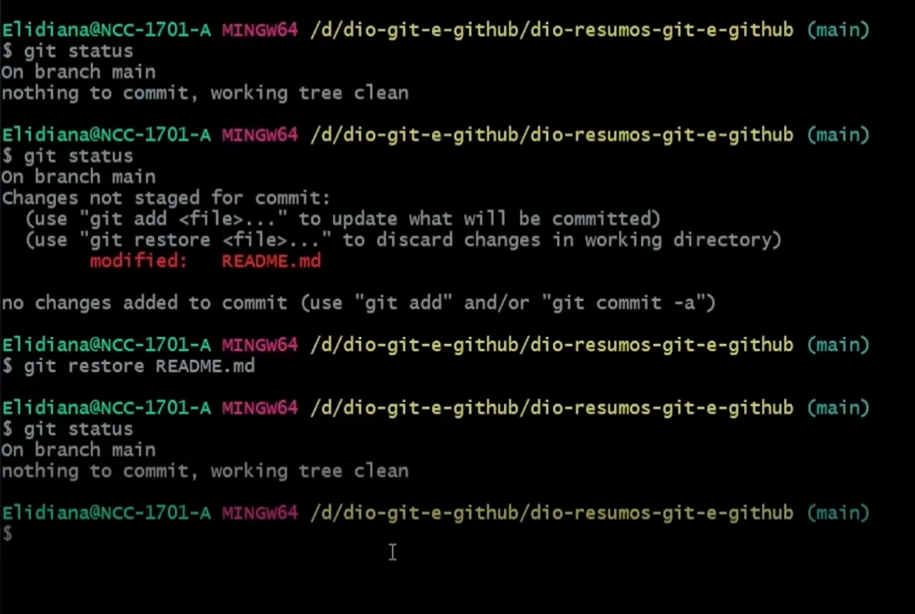 Elidiana@NCC-1701-A MINGW64 /d/dio-git-e-github/dio-resumos-git-e-github (main)
$ git status
On branch main
nothing to commit, working tree clean
Elidiana@NCC-1701-A MINGW64 /d/dio-git-e-github/dio-resumos-git-e-github (main)
$ git status
On branch main
Changes not staged for commit:
  (use "git add <file>..." to update what will be committed)
  (use "git restore <file>..." to discard changes in working directory)
        modified:   README.md
no changes added to commit (use "git add" and/or "git commit -a")
Elidiana@NCC-1701-A MINGW64 /d/dio-git-e-github/dio-resumos-git-e-github (main)
$ git restore README.md
Elidiana@NCC-1701-A MINGW64 /d/dio-git-e-github/dio-resumos-git-e-github (main)
$ git status
On branch main
nothing to commit, working tree clean
Elidiana@NCC-1701-A MINGW64 /d/dio-git-e-github/dio-resumos-git-e-github (main)
$